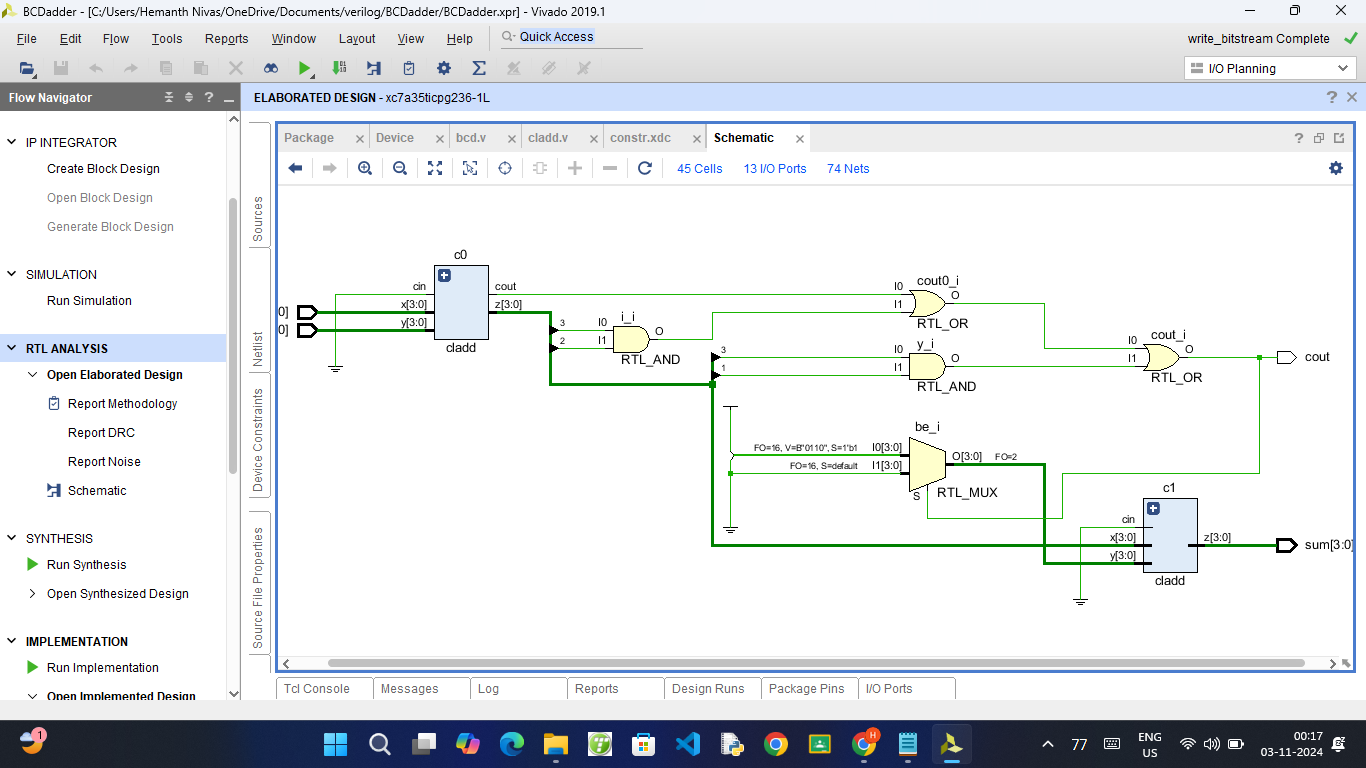 BCDadder - [C:/Users/Hemanth Nivas/OneDrive/Documents/verilog/BCDadder/BCDadder.xpr] - Vivado 2019.1
File Edit Flow Tools Reports Window Layout View Help Quick Access
write_bitstream Complete
I/O Planning
Flow Navigator
ELABORATED DESIGN - xc7a35ticpg236-1L
IP INTEGRATOR
Create Block Design
Open Block Design
Generate Block Design
SIMULATION
Run Simulation
RTL ANALYSIS
Open Elaborated Design
Report Methodology
Report DRC
Report Noise
Schematic
SYNTHESIS
Run Synthesis
Open Synthesized Design
IMPLEMENTATION
Run Implementation
Open Implemented Design
Sources
Netlist
Device Constraints
Source File Properties
Package Device bcd.v cladd.v constr.xdc Schematic
45 Cells 13 I/O Ports 74 Nets
c0
cin
cout
x[3:0]
z[3:0]
0]
y[3:0]
0]
cladd
3
2
i_i
I0
I1
O
RTL_AND
cout0_i
I0
I1
O
RTL_OR
3
1
y_i
I0
I1
O
RTL_AND
cout_i
I0
I1
O
RTL_OR
cout
be_i
FO=16, V=B"0110", S=1'b1
I0[3:0]
FO=16, S=default
I1[3:0]
O[3:0]
FO=2
S
RTL_MUX
c1
cin
x[3:0]
y[3:0]
z[3:0]
cladd
sum[3:0]
Tcl Console Messages Log Reports Design Runs Package Pins I/O Ports
1
H
77
ENG
US
00:17
03-11-2024